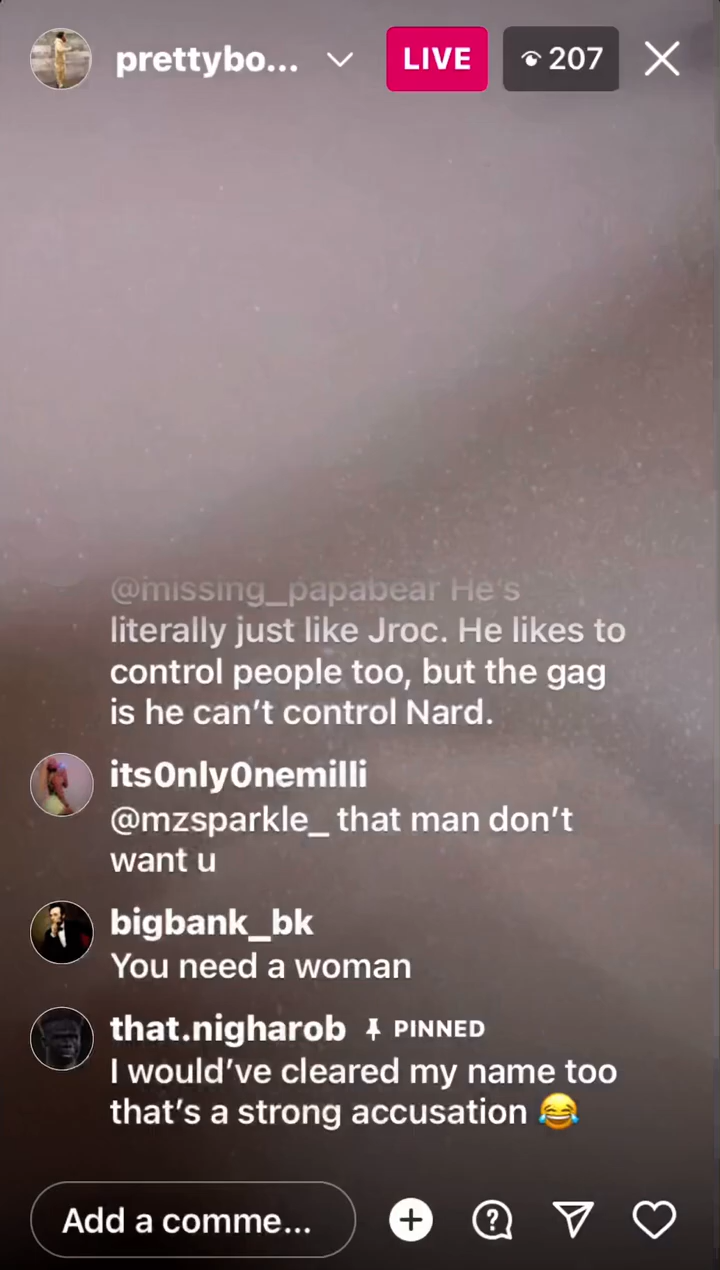 prettybo...
LIVE
207
@missing_papabear He's
literally just like Jroc. He likes to
control people too, but the gag
is he can't control Nard.
its0nly0nemilli
@mzsparkle_ that man don't
want u
bigbank_bk
You need a woman
that.nigharob PINNED
I would've cleared my name too
that's a strong accusation 😂
Add a comme...